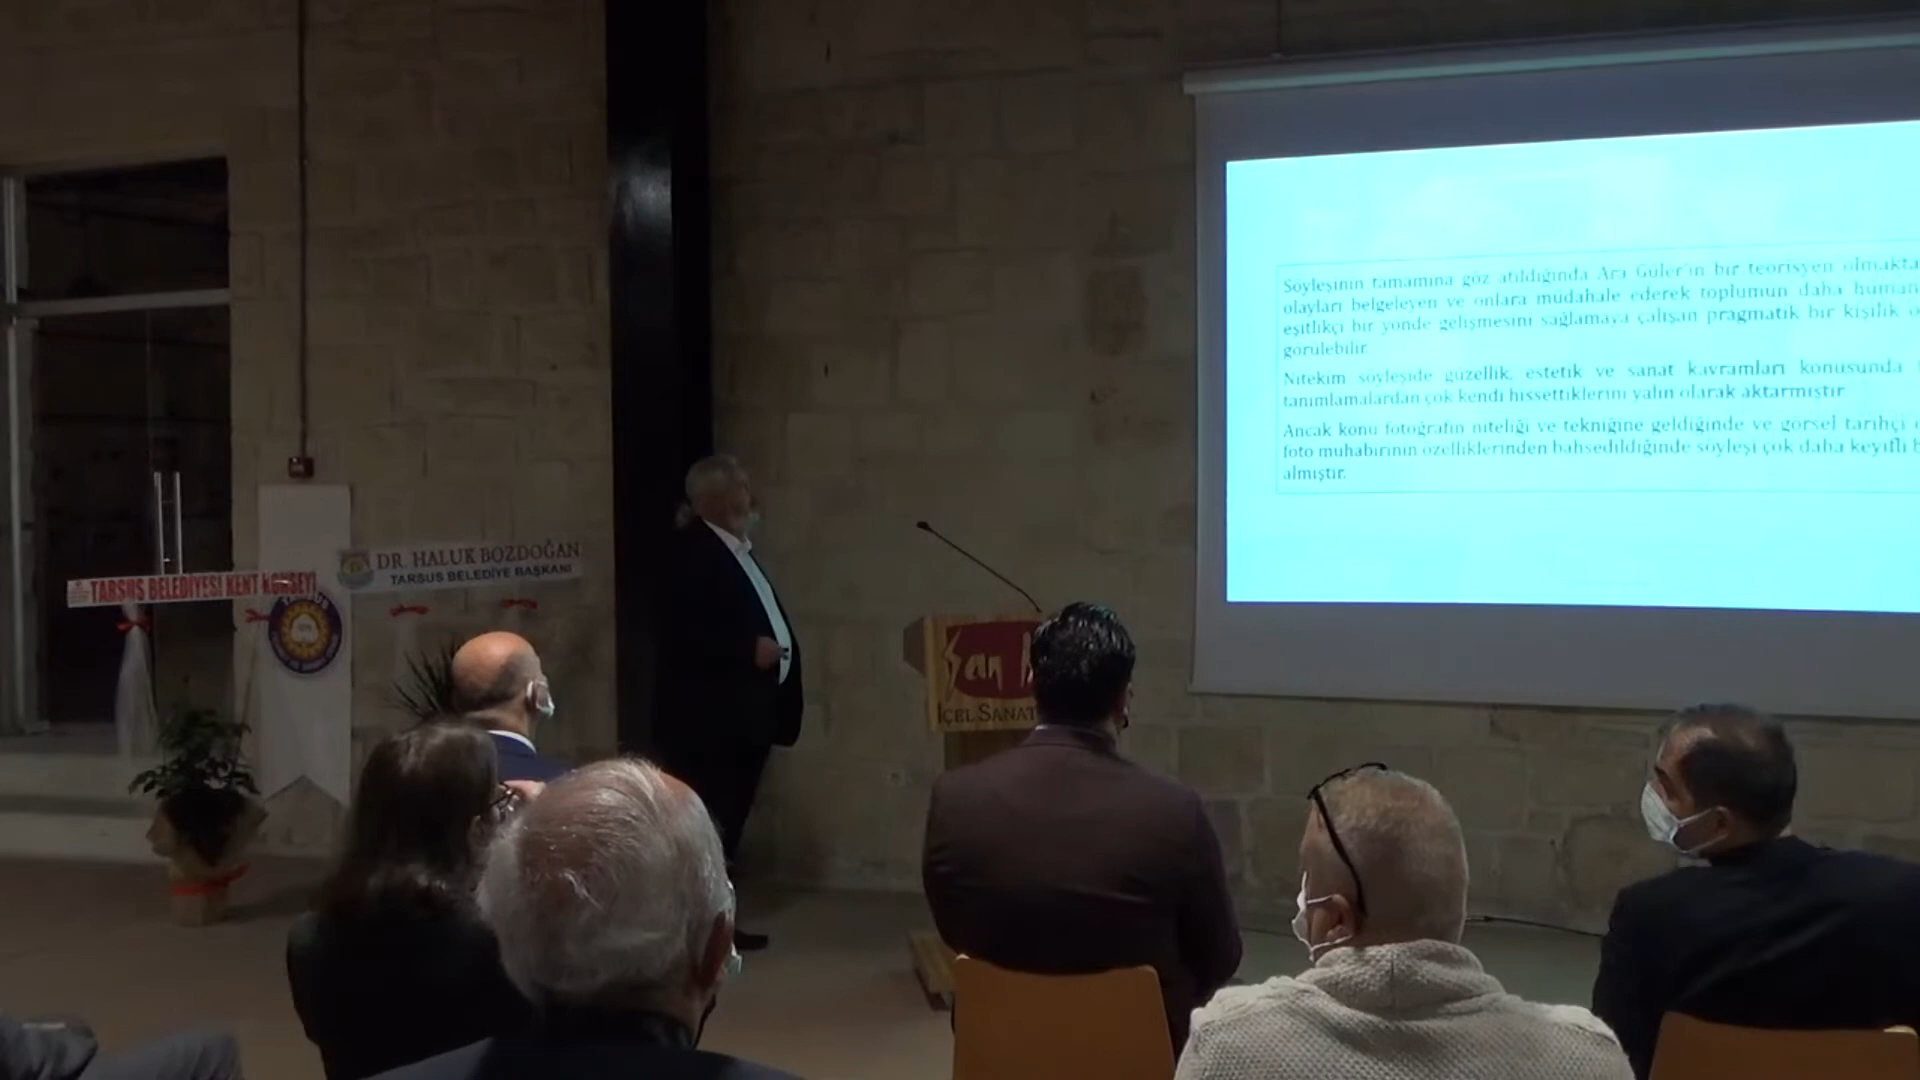 Söyleşinin tamamına göz atıldığında Ara Güler'in bir teorisyen olmakta
olayları belgeleyen ve onlara müdahale ederek toplumun daha human
eşitlikçi bir yönde gelişmesini sağlamaya çalışan pragmatik bir kişilik o
görülebilir.
Nitekim söyleşide güzellik, estetik ve sanat kavramları konusunda
tanımlamalardan çok kendi hissettiklerini yalın olarak aktarmıştır.
Ancak konu fotoğrafın niteliği ve tekniğine geldiğinde ve görsel tarihçi
foto muhabirinin özelliklerinden bahsedildiğinde söyleşi çok daha keyifli
almıştır.
DR. HALUK BOZDOĞAN
TARSUS BELEDİYE BAŞKANI
TARSUS BELEDİYESİ KENT KONSEYİ
San
İÇEL SANAT